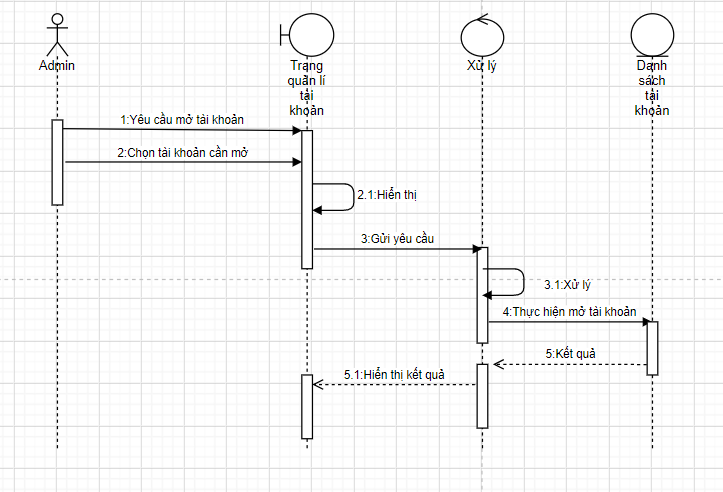 Admin
Trang
quản lí
tài
khoản
Xử lý
Danh
sách
tài
khoản
1:Yêu cầu mở tài khoản
2:Chọn tài khoản cần mở
2.1:Hiển thị
3:Gửi yêu cầu
3.1:Xử lý
4:Thực hiện mở tài khoản
5:Kết quả
5.1:Hiển thị kết quả